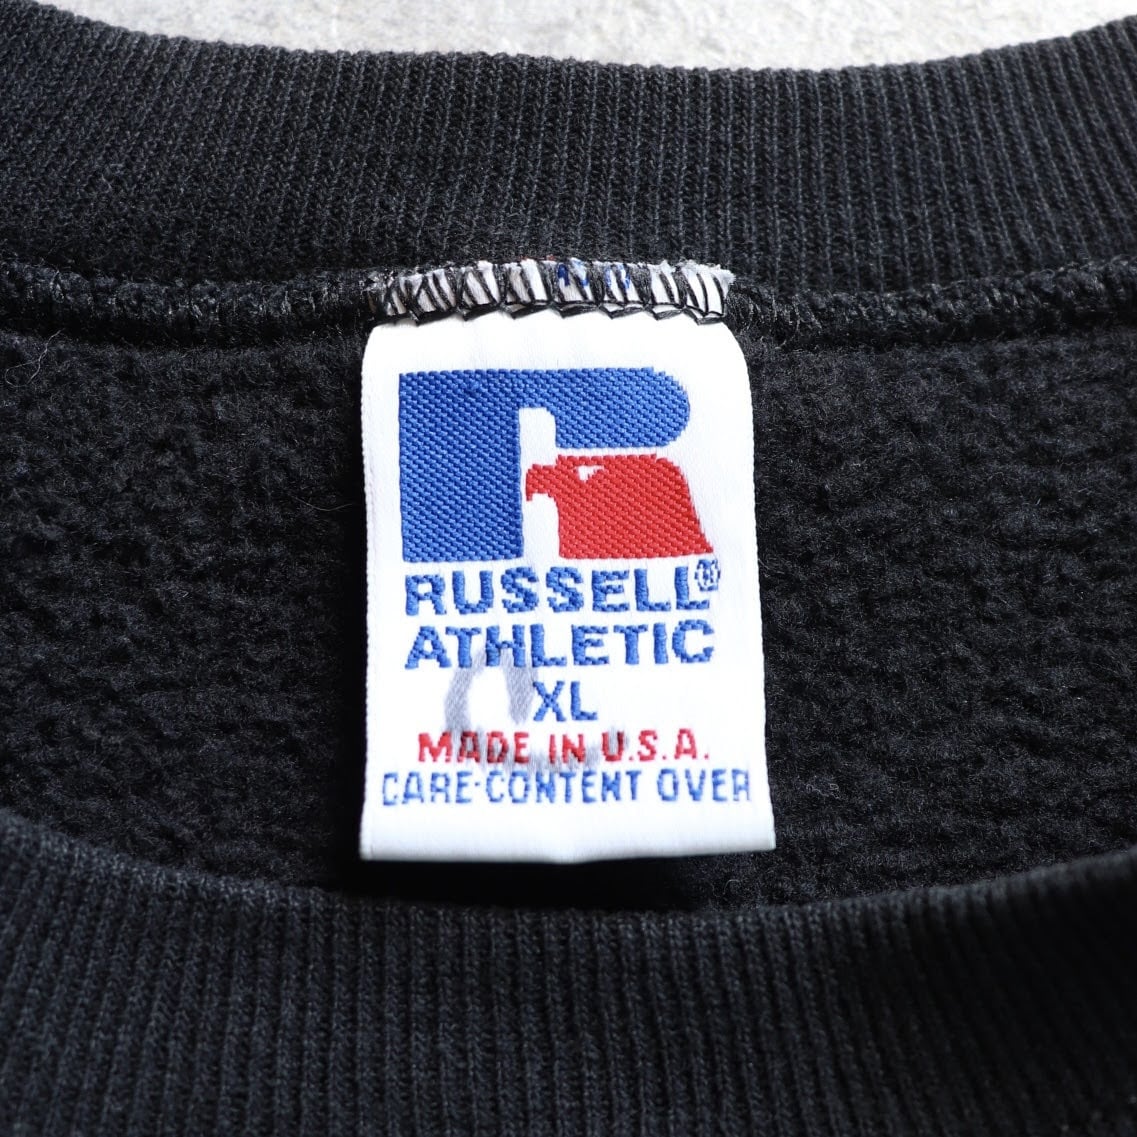 RUSSELL®
ATHLETIC
XL
MADE IN U.S.A.
CARE-CONTENT OVER